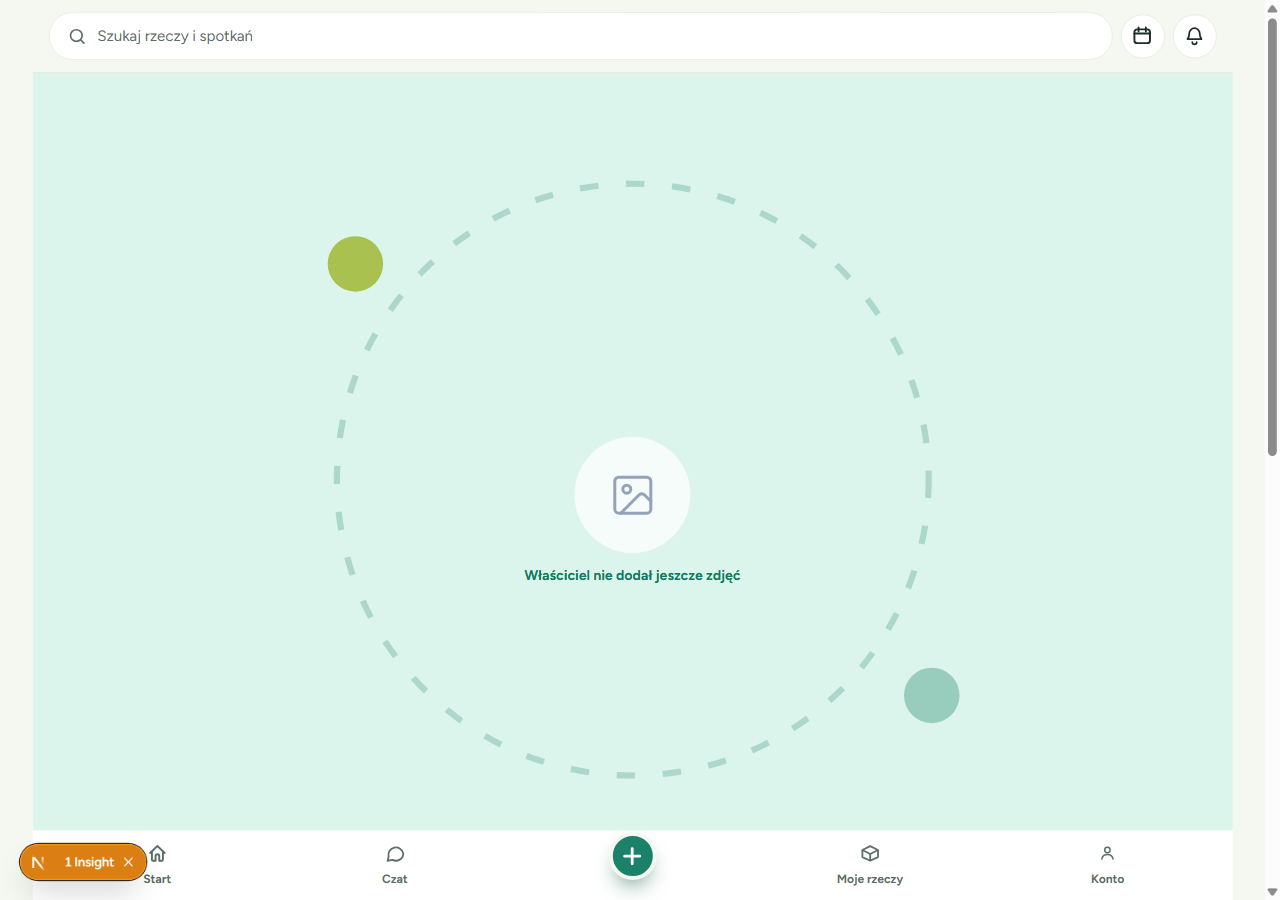 Szukaj rzeczy i spotkań
Właściciel nie dodał jeszcze zdjęć
N 1 Insight
Start
Czat
Moje rzeczy
Konto